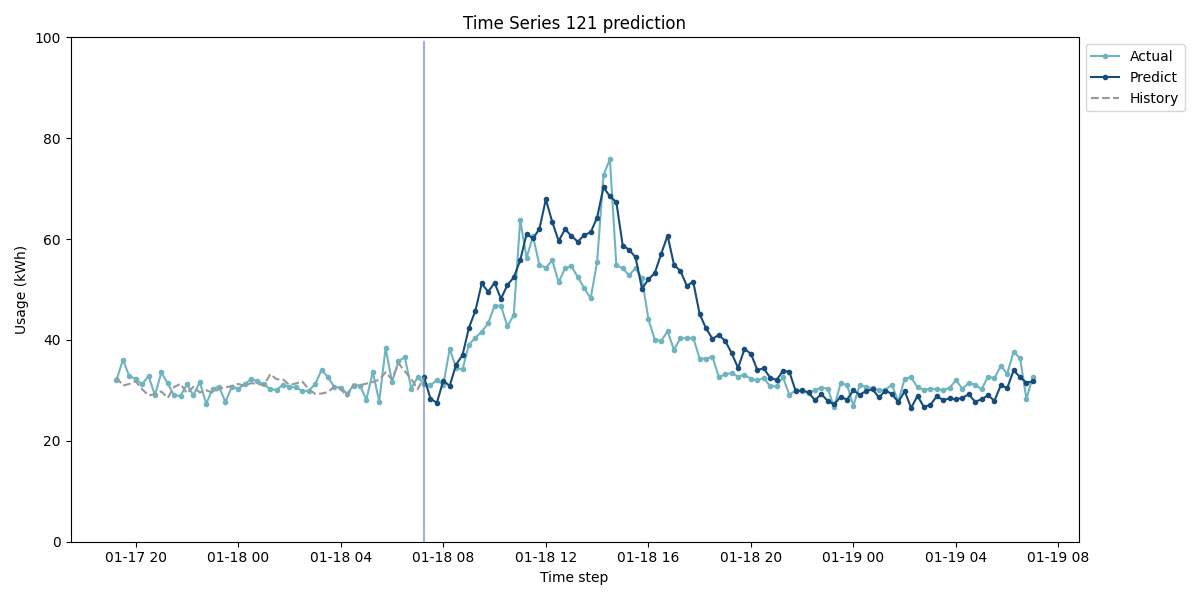 Time Series 121 prediction
Usage (kWh)
100
80
60
40
20
0
01-17 20 01-18 00 01-18 04 01-18 08 01-18 12 01-18 16 01-18 20 01-19 00 01-19 04 01-19 08
Time step
Actual
Predict
History